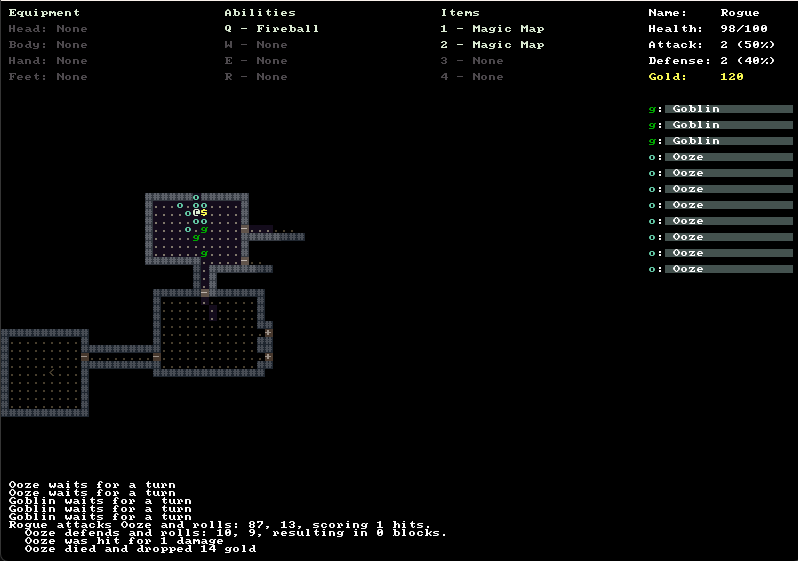 Equipment Abilities Items Name: Rogue
Head: None Q - Fireball 1 - Magic Map Health: 98/100
Body: None W - None 2 - Magic Map Attack: 2 (50%)
Hand: None E - None 3 - None Defense: 2 (40%)
Feet: None R - None 4 - None Gold: 120
g: Goblin
g: Goblin
g: Goblin
o: Ooze
o: Ooze
o: Ooze
o: Ooze
o: Ooze
o: Ooze
o: Ooze
o: Ooze
Ooze waits for a turn
Ooze waits for a turn
Goblin waits for a turn
Goblin waits for a turn
Goblin waits for a turn
Rogue attacks Ooze and rolls: 87, 13, scoring 1 hits.
Ooze defends and rolls: 10, 9, resulting in 0 blocks.
Ooze was hit for 1 damage
Ooze died and dropped 14 gold